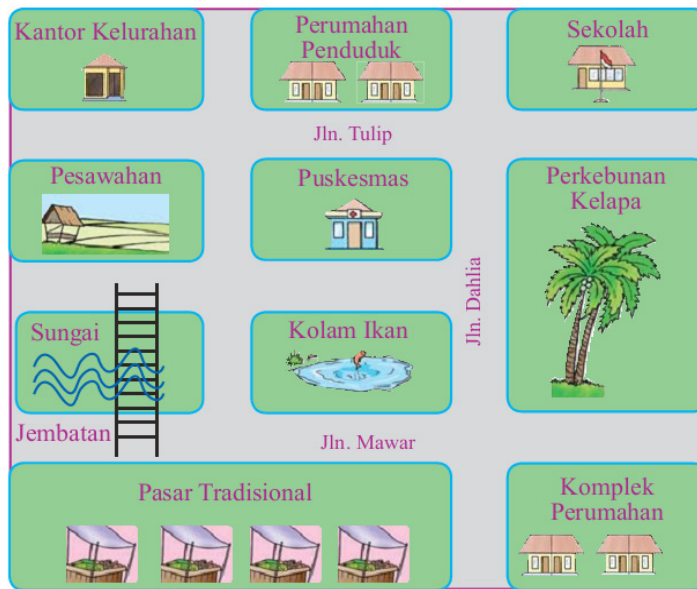 Kantor Kelurahan
Perumahan
Penduduk
Sekolah
Jln. Tulip
Pesawahan
Puskesmas
Perkebunan
Kelapa
Jln. Dahlia
Sungai
Kolam Ikan
Jembatan
Jln. Mawar
Pasar Tradisional
Komplek
Perumahan